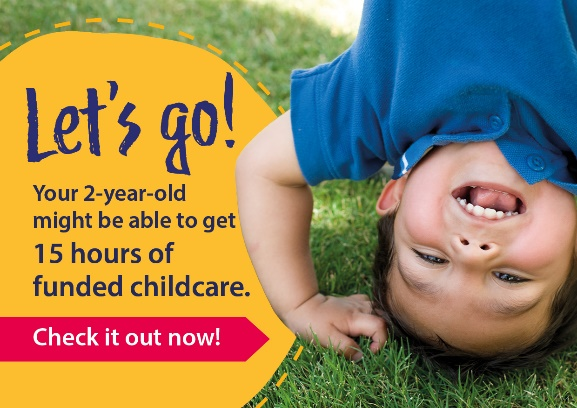 Let's go!
Your 2-year-old
might be able to get
15 hours of
funded childcare.
Check it out now!